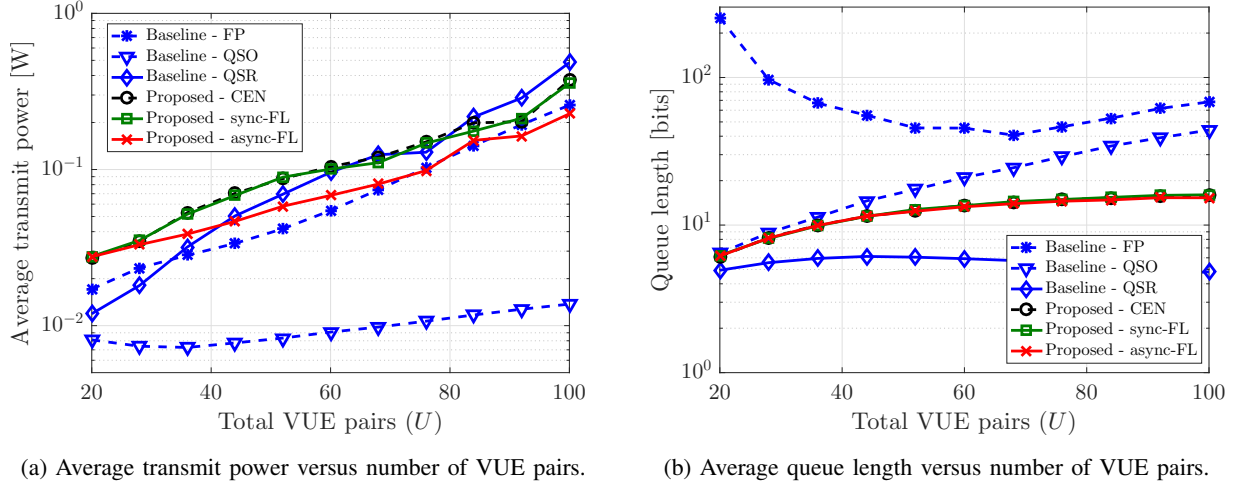 10^0
10^-1
10^-2
Average transmit power [W]
Baseline - FP
Baseline - QSO
Baseline - QSR
Proposed - CEN
Proposed - sync-FL
Proposed - async-FL
20
40
60
80
100
Total VUE pairs (U)
(a) Average transmit power versus number of VUE pairs.
10^2
10^1
10^0
Queue length [bits]
Baseline - FP
Baseline - QSO
Baseline - QSR
Proposed - CEN
Proposed - sync-FL
Proposed - async-FL
20
40
60
80
100
Total VUE pairs (U)
(b) Average queue length versus number of VUE pairs.